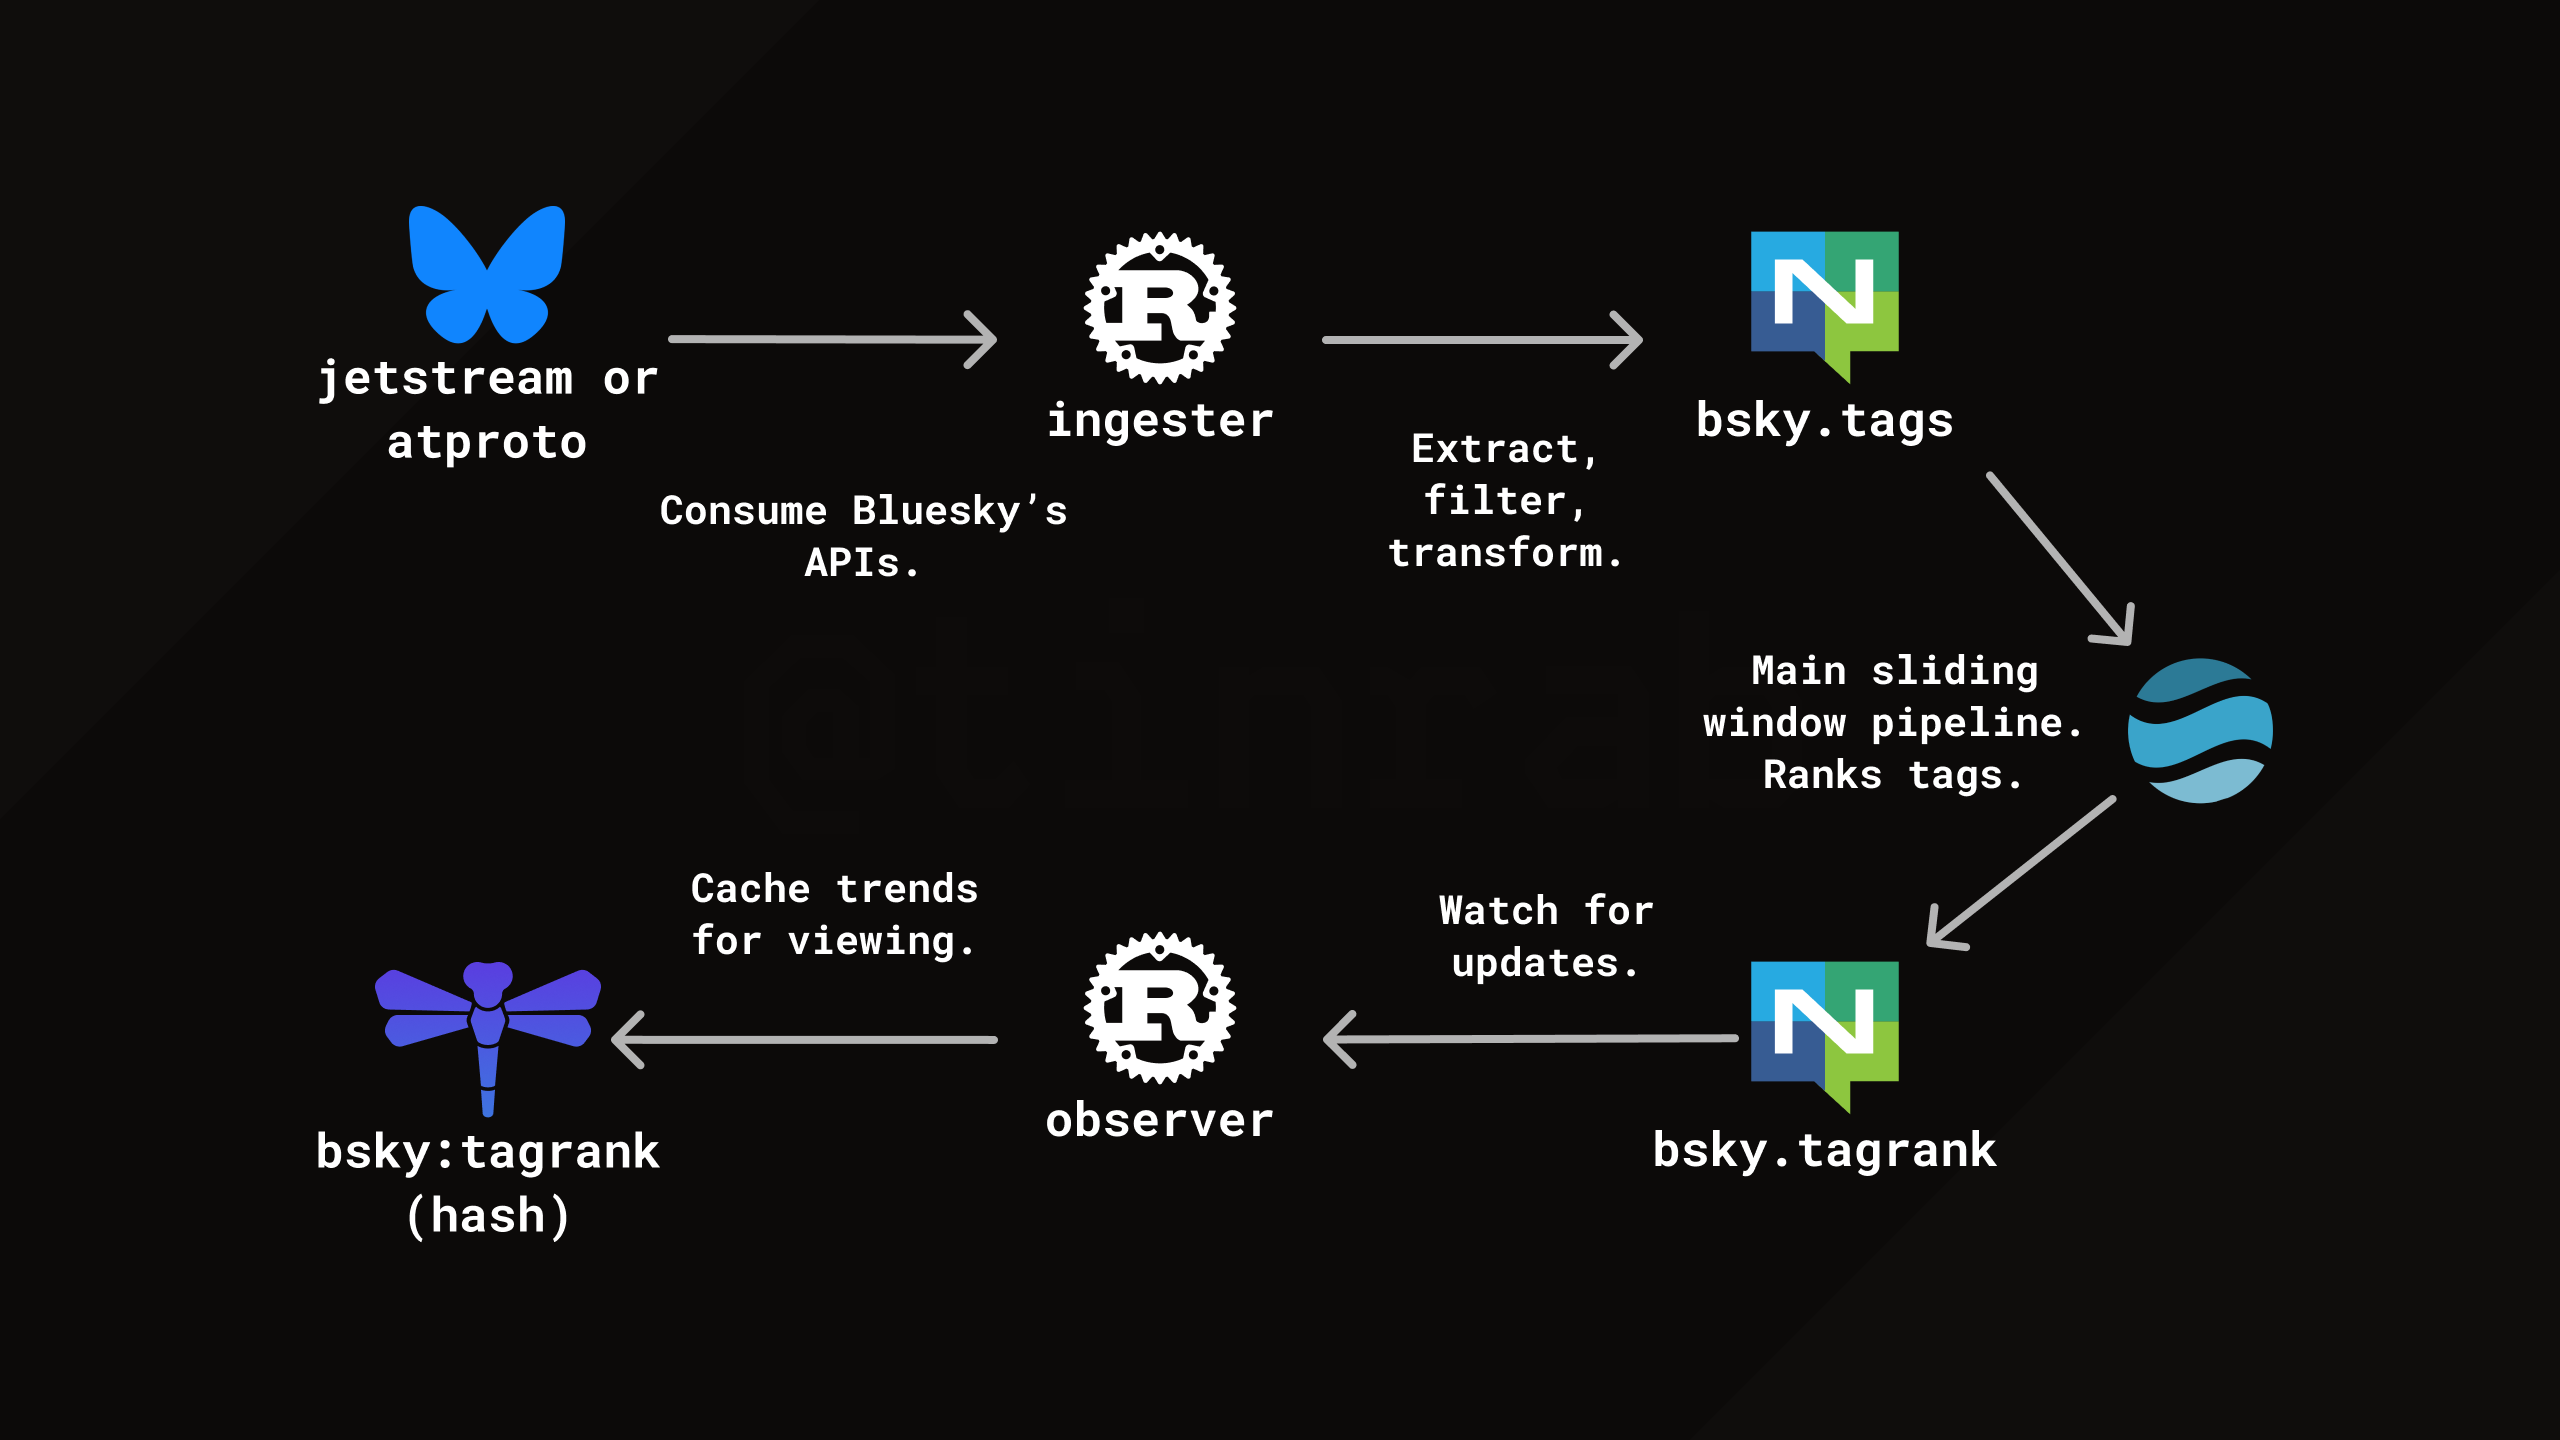 jetstream or
atproto
Consume Bluesky’s
APIs.
ingester
Extract,
filter,
transform.
bsky.tags
Main sliding
window pipeline.
Ranks tags.
bsky.tagrank
Watch for
updates.
observer
Cache trends
for viewing.
bsky:tagrank
(hash)